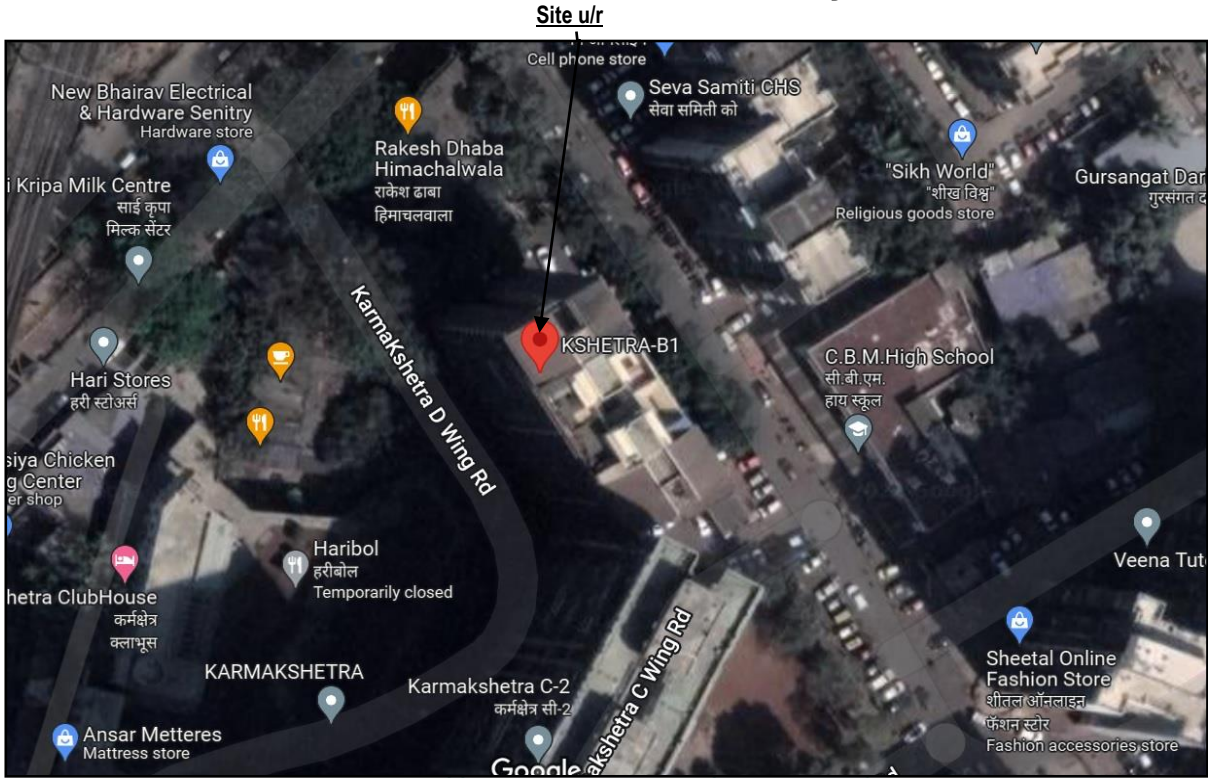 Site u/r
Cell phone store
Seva Samiti CHS
सेवा समिती को
New Bhairav Electrical
& Hardware Senitry
Hardware store
Rakesh Dhaba
Himachalwala
राकेश ढाबा
हिमाचलवाला
"Sikh World"
"शीख विश्व"
Religious goods store
Gursangat Dar
गुरसंगत द
i Kripa Milk Centre
साई कृपा
मिल्क सेंटर
Karmakshetra D Wing Rd
KSHETRA-B1
C.B.M.High School
सी.बी.एम.
हाय स्कूल
Hari Stores
हरी स्टोअर्स
siya Chicken
g Center
er shop
Haribol
हरीबोल
Temporarily closed
Veena Tut
hetra ClubHouse
कर्मक्षेत्र
क्लाभूस
KARMAKSHETRA
Karmakshetra C-2
कर्मक्षेत्र सी-2
akshetra C Wing Rd
Sheetal Online
Fashion Store
शीतल ऑनलाइन
फॅशन स्टोर
Fashion accessories store
Ansar Metteres
Mattress store
Google